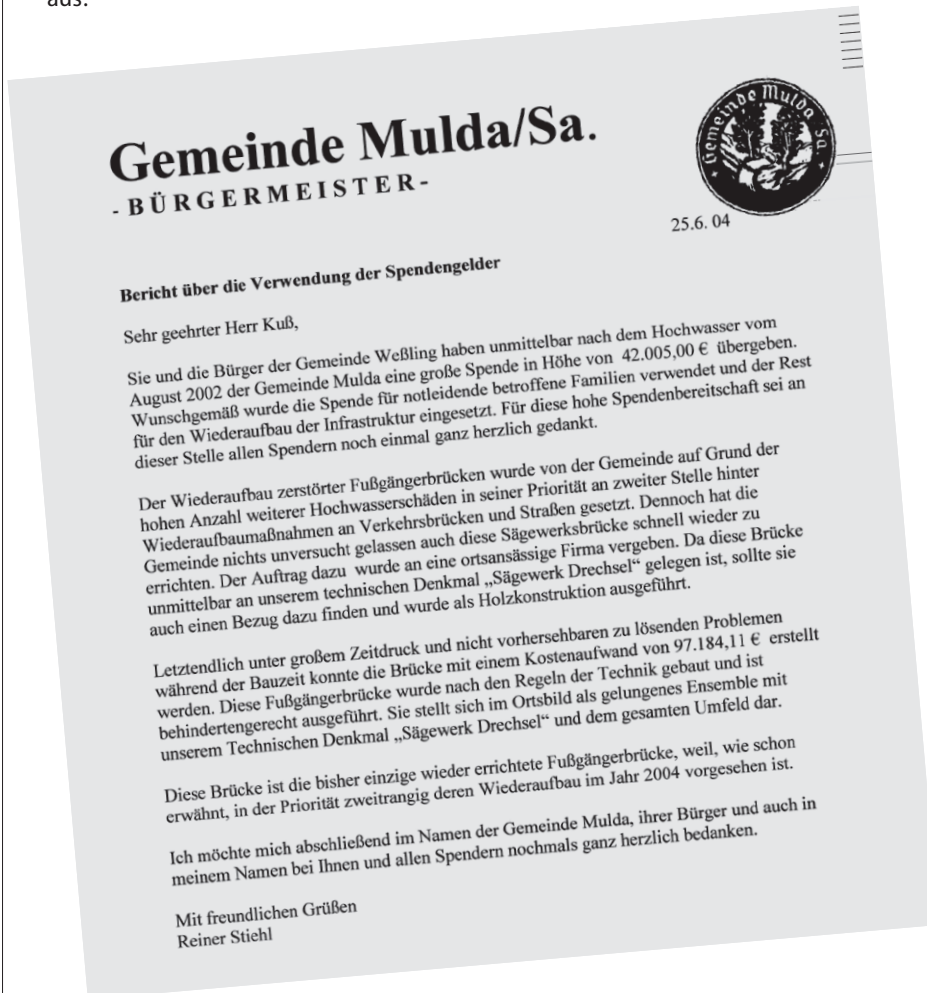 aus:
Gemeinde Mulda/Sa.
- BÜRGERMEISTER -
Gemeinde Mulda Sa.
25.6. 04
Bericht über die Verwendung der Spendengelder
Sehr geehrter Herr Kuß,
Sie und die Bürger der Gemeinde Weßling haben unmittelbar nach dem Hochwasser vom
August 2002 der Gemeinde Mulda eine große Spende in Höhe von 42.005,00 € übergeben.
Wunschgemäß wurde die Spende für notleidende betroffene Familien verwendet und der Rest
für den Wiederaufbau der Infrastruktur eingesetzt. Für diese hohe Spendenbereitschaft sei an
dieser Stelle allen Spendern noch einmal ganz herzlich gedankt.
Der Wiederaufbau zerstörter Fußgängerbrücken wurde von der Gemeinde auf Grund der
hohen Anzahl weiterer Hochwasserschäden in seiner Priorität an zweiter Stelle hinter
Wiederaufbaumaßnahmen an Verkehrsbrücken und Straßen gesetzt. Dennoch hat die
Gemeinde nichts unversucht gelassen auch diese Sägewerksbrücke schnell wieder zu
errichten. Der Auftrag dazu wurde an eine ortsansässige Firma vergeben. Da diese Brücke
unmittelbar an unserem technischen Denkmal „Sägewerk Drechsel“ gelegen ist, sollte sie
auch einen Bezug dazu finden und wurde als Holzkonstruktion ausgeführt.
Letztendlich unter großem Zeitdruck und nicht vorhersehbaren zu lösenden Problemen
während der Bauzeit konnte die Brücke mit einem Kostenaufwand von 97.184,11 € erstellt
werden. Diese Fußgängerbrücke wurde nach den Regeln der Technik gebaut und ist
behindertengerecht ausgeführt. Sie stellt sich im Ortsbild als gelungenes Ensemble mit
unserem Technischen Denkmal „Sägewerk Drechsel“ und dem gesamten Umfeld dar.
Diese Brücke ist die bisher einzige wieder errichtete Fußgängerbrücke, weil, wie schon
erwähnt, in der Priorität zweitrangig deren Wiederaufbau im Jahr 2004 vorgesehen ist.
Ich möchte mich abschließend im Namen der Gemeinde Mulda, ihrer Bürger und auch in
meinem Namen bei Ihnen und allen Spendern nochmals ganz herzlich bedanken.
Mit freundlichen Grüßen
Reiner Stiehl